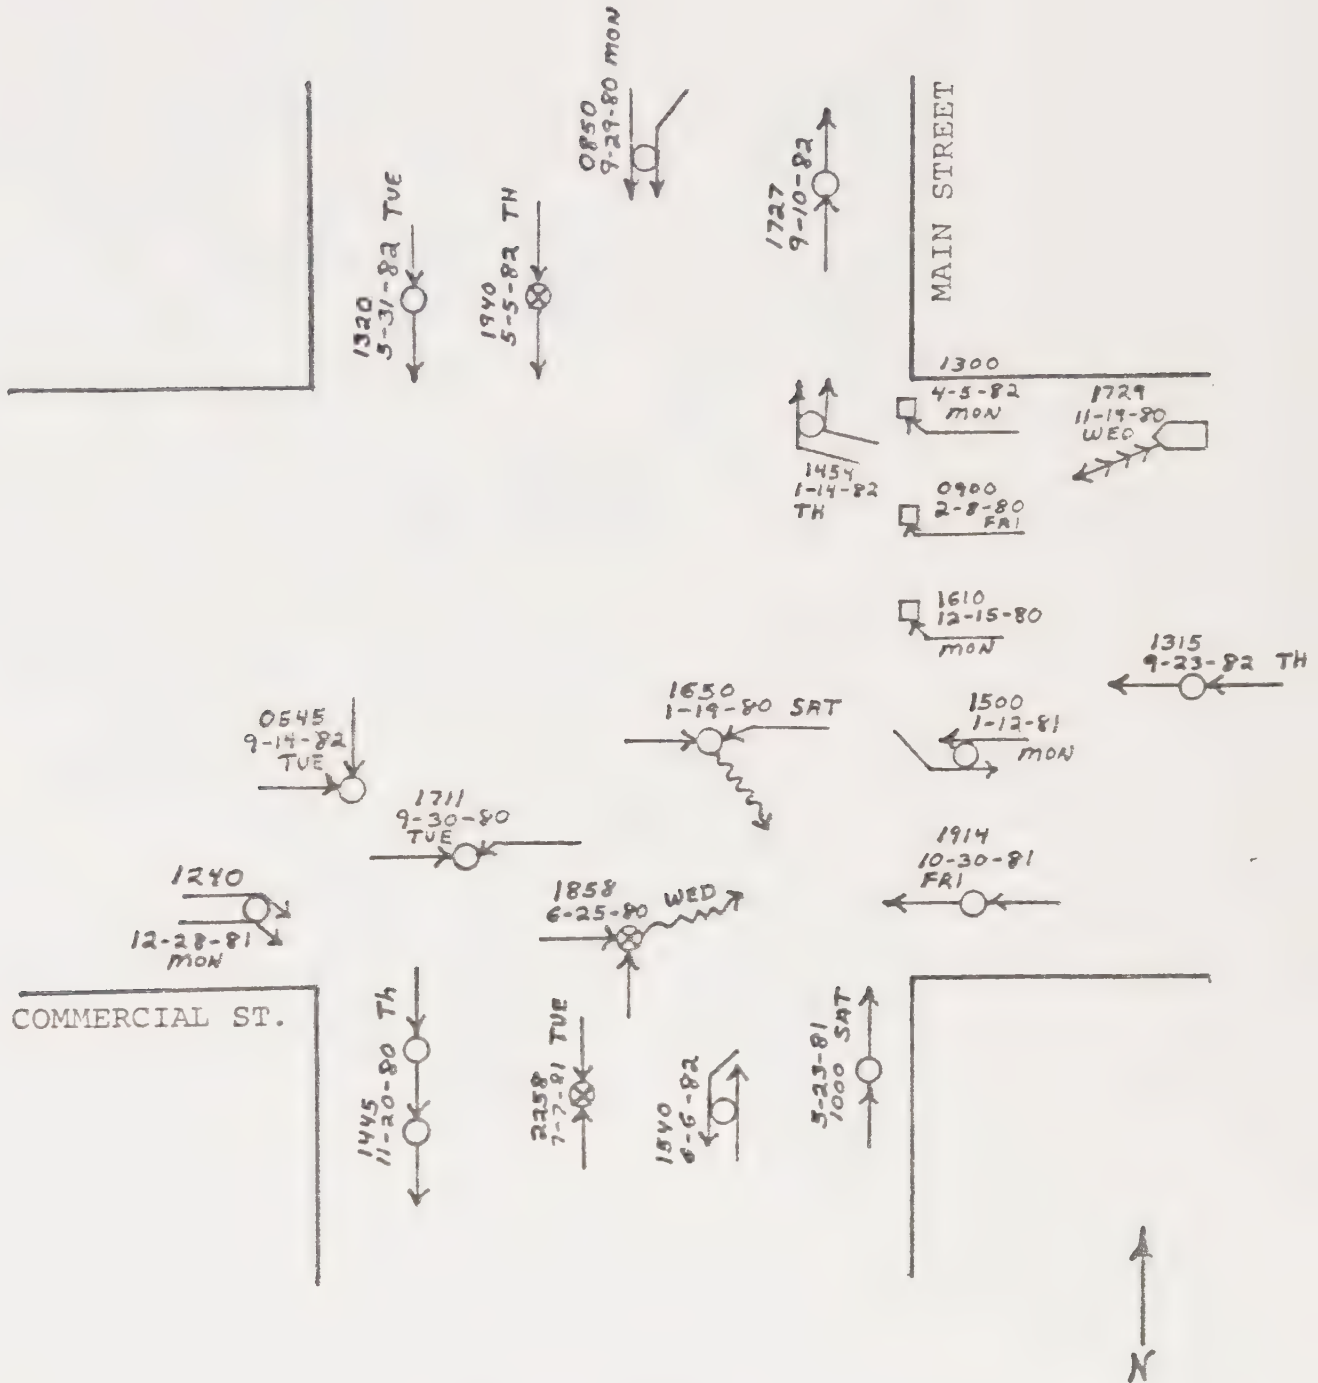 0850
9-29-80 MON
1727
9-10-82
MAIN STREET
1320
5-31-82 TUE
1940
5-5-82 TH
1300
4-5-82
MON
1729
11-19-80
WED
1454
1-14-82
TH
0900
2-8-80
FRI
1610
12-15-80
MON
1315
9-23-82 TH
1650
1-19-80 SAT
1500
1-12-81
MON
0545
9-14-82
TUE
1711
9-30-80
TUE
1914
10-30-81
FRI
1240
12-28-81
MON
1858
6-25-80 WED
COMMERCIAL ST.
1445
11-20-80 Th
2258
7-7-81 TUE
1540
6-6-82
5-23-81
1000 SAT
N